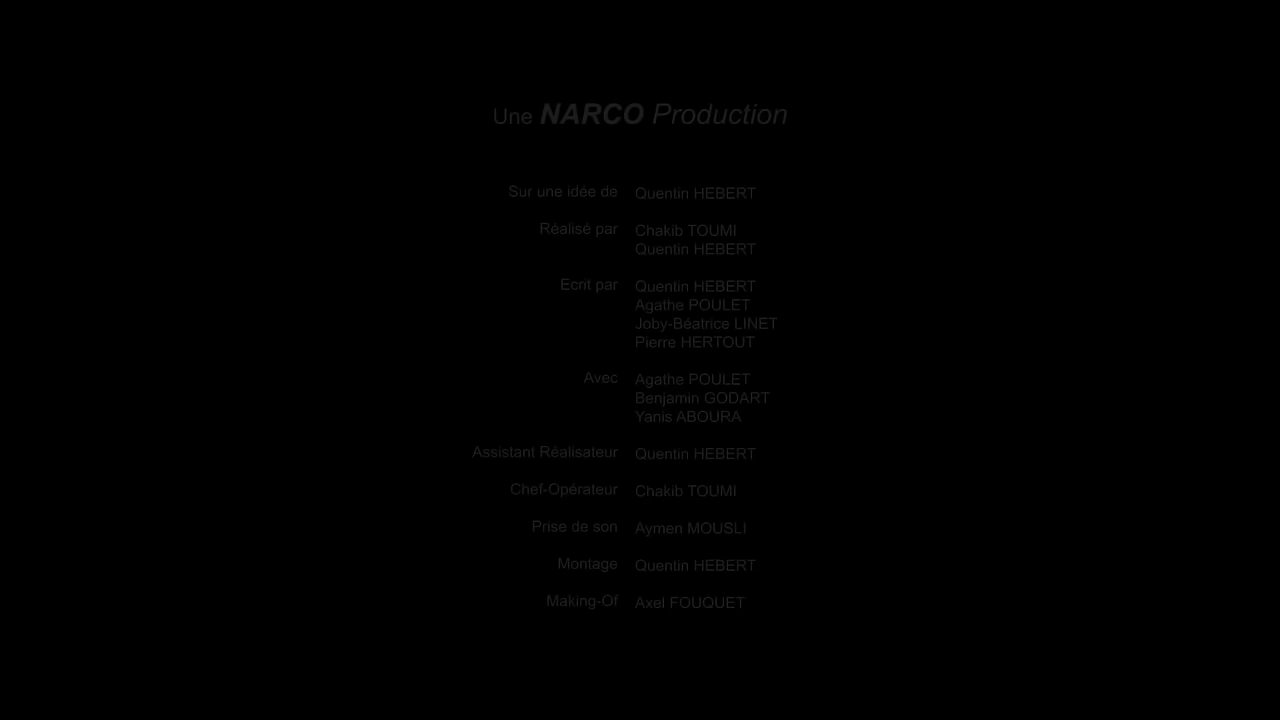 Une NARCO Production
Sur une idée de Quentin HEBERT
Réalisé par Chakib TOUMI
Quentin HEBERT
Ecrit par Quentin HEBERT
Agathe POULET
Joby-Béatrice LINET
Pierre HERTOUT
Avec Agathe POULET
Benjamin GODART
Yanis ABOURA
Assistant Réalisateur Quentin HEBERT
Chef-Opérateur Chakib TOUMI
Prise de son Aymen MOUSLI
Montage Quentin HEBERT
Making-Of Axel FOUQUET